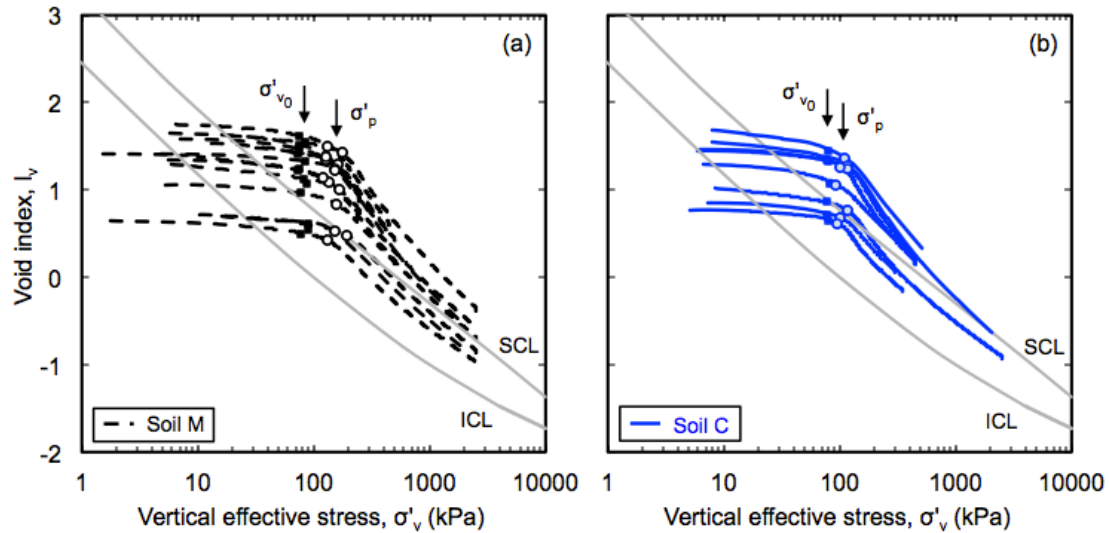 3
2
1
0
-1
-2
Void index, Iᵥ
(a)
σ'v₀
σ'p
SCL
ICL
Soil M
1
10
100
1000
10000
Vertical effective stress, σ'ᵥ (kPa)
(b)
σ'v₀
σ'p
SCL
ICL
Soil C
1
10
100
1000
10000
Vertical effective stress, σ'ᵥ (kPa)